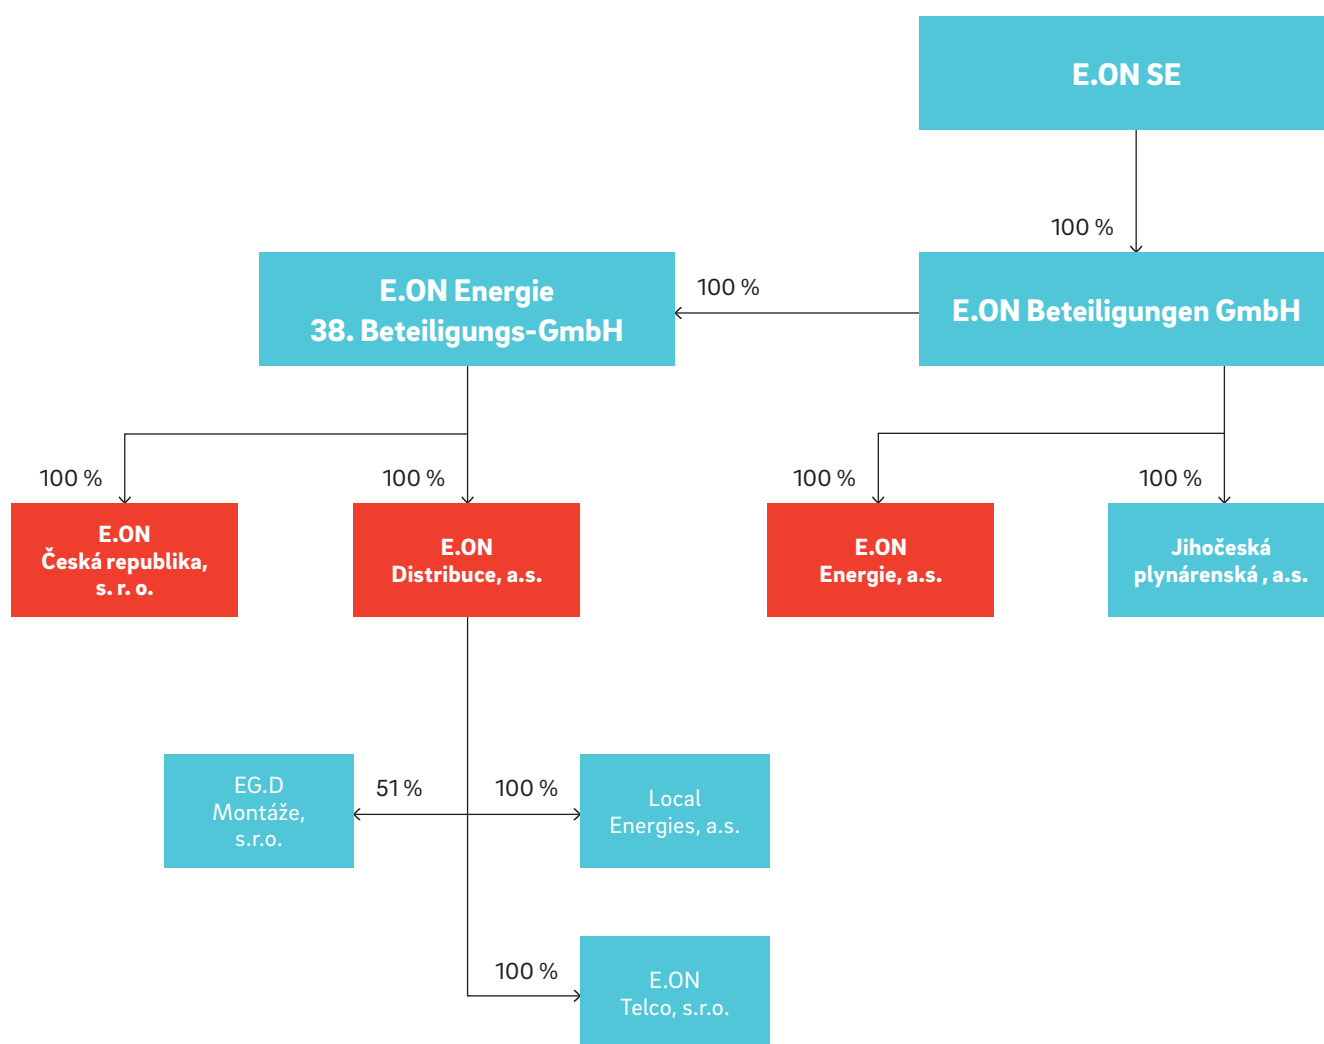 E.ON SE
100 %
E.ON Energie
38. Beteiligungs-GmbH
100 %
E.ON Beteiligungen GmbH
100 %
100 %
100 %
100 %
E.ON
Česká republika,
s. r. o.
E.ON
Distribuce, a.s.
E.ON
Energie, a.s.
Jihočeská
plynárenská , a.s.
EG.D
Montáže,
s.r.o.
51 %
100 %
Local
Energies, a.s.
100 %
E.ON
Telco, s.r.o.